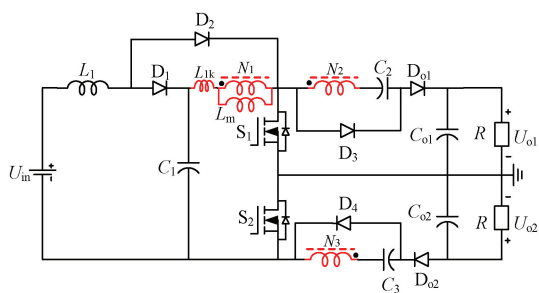 D2
L1
D1
L1k
N1
N2
C2
Do1
Lm
S1
D3
Co1
R
Uo1
Uin
C1
S2
D4
Co2
R
Uo2
N3
C3
Do2